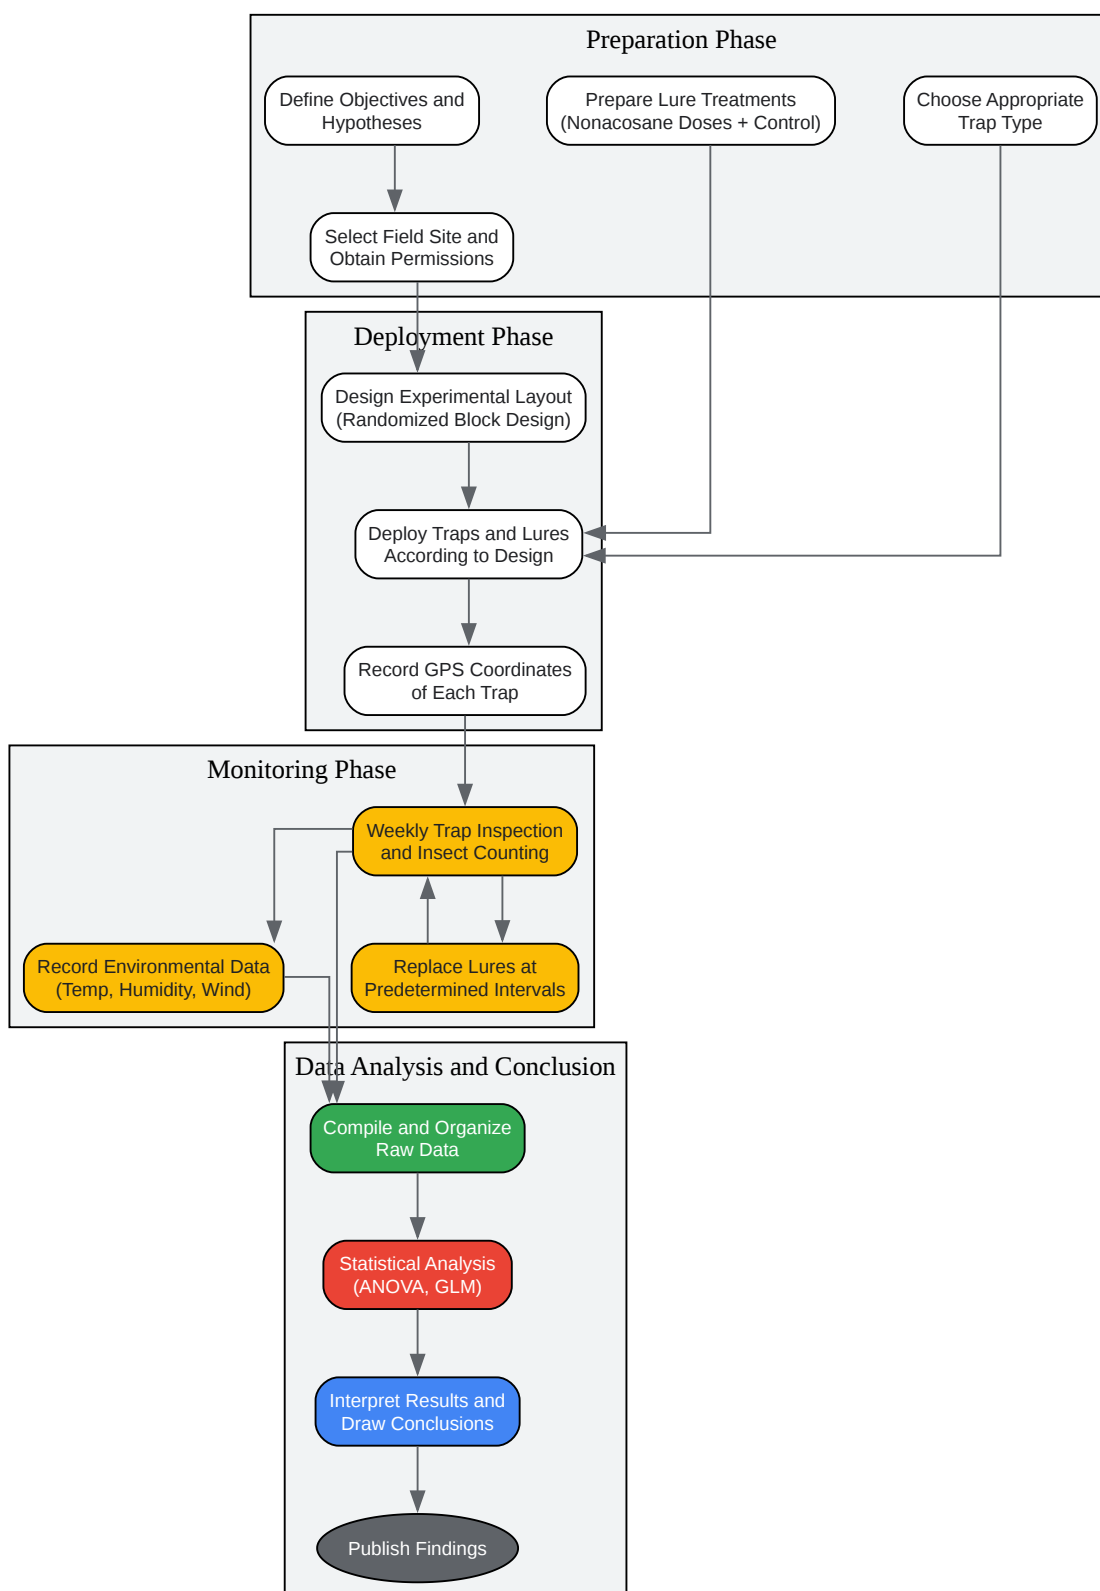 Preparation Phase
Define Objectives and
Hypotheses
Prepare Lure Treatments
(Nonacosane Doses + Control)
Choose Appropriate
Trap Type
Select Field Site and
Obtain Permissions
Deployment Phase
Design Experimental Layout
(Randomized Block Design)
Deploy Traps and Lures
According to Design
Record GPS Coordinates
of Each Trap
Monitoring Phase
Weekly Trap Inspection
and Insect Counting
Record Environmental Data
(Temp, Humidity, Wind)
Replace Lures at
Predetermined Intervals
Data Analysis and Conclusion
Compile and Organize
Raw Data
Statistical Analysis
(ANOVA, GLM)
Interpret Results and
Draw Conclusions
Publish Findings